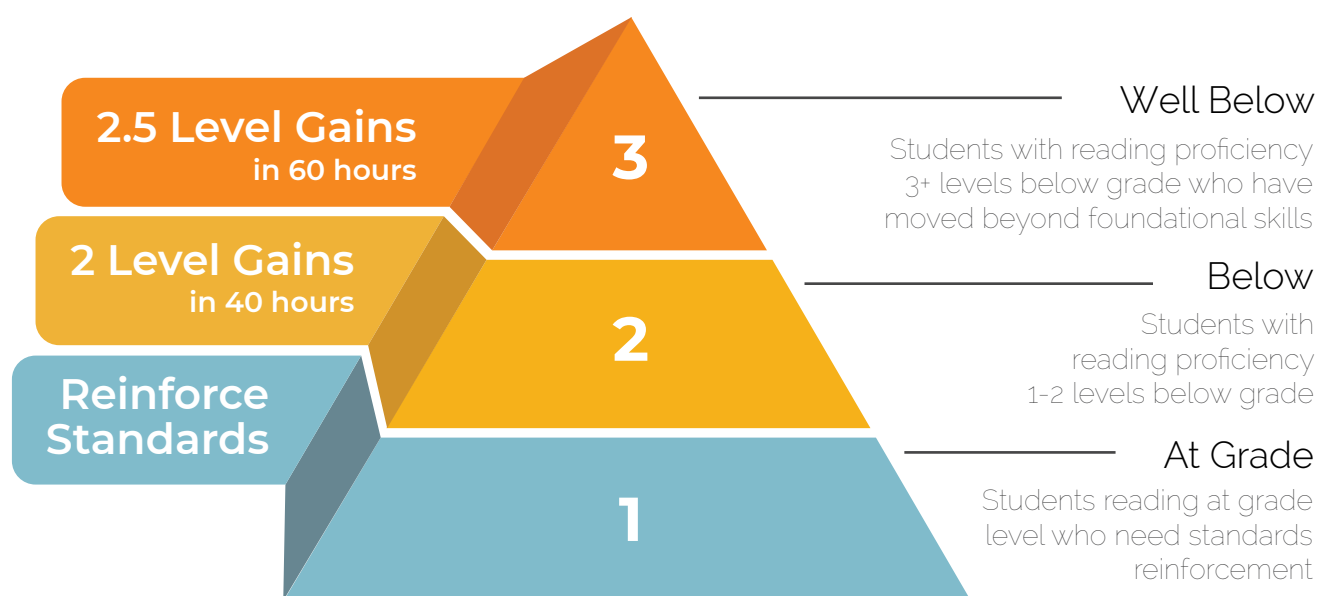 2.5 Level Gains
in 60 hours
3
Well Below
Students with reading proficiency
3+ levels below grade who have
moved beyond foundational skills
2 Level Gains
in 40 hours
2
Below
Students with
reading proficiency
1-2 levels below grade
Reinforce
Standards
1
At Grade
Students reading at grade
level who need standards
reinforcement